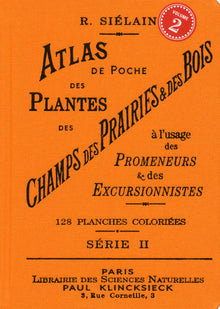 R. SIÉLAIN
VOLUME
2
ATLAS
DE POCHE
DES
PLANTES
DES
CHAMPS DES PRAIRIES & DES BOIS
à l'usage
des
PROMENEURS
& des
EXCURSIONNISTES
128 PLANCHES COLORIÉES
SÉRIE II
PARIS
LIBRAIRIE DES SCIENCES NATURELLES
PAUL KLINCKSIECK
3, Rue Corneille, 3